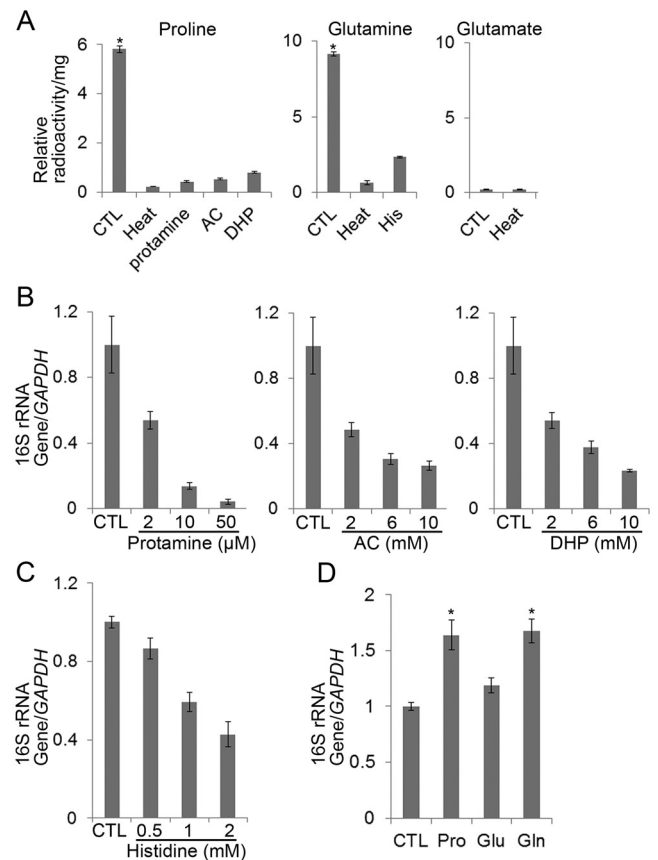 A
Proline
Glutamine
Glutamate
Relative
radioactivity/mg
6
4
2
0
*
CTL
Heat
protamine
AC
DHP
10
5
0
*
CTL
Heat
His
10
5
0
CTL
Heat
B
16S rRNA
Gene/GAPDH
1.2
0.8
0.4
0
CTL 2 10 50
Protamine (µM)
1.2
0.8
0.4
0
CTL 2 6 10
AC (mM)
1.2
0.8
0.4
0
CTL 2 6 10
DHP (mM)
C
16S rRNA
Gene/GAPDH
1.2
0.8
0.4
0
CTL 0.5 1 2
Histidine (mM)
D
16S rRNA
Gene/GAPDH
2
1.5
1
0.5
0
* *
CTL Pro Glu Gln